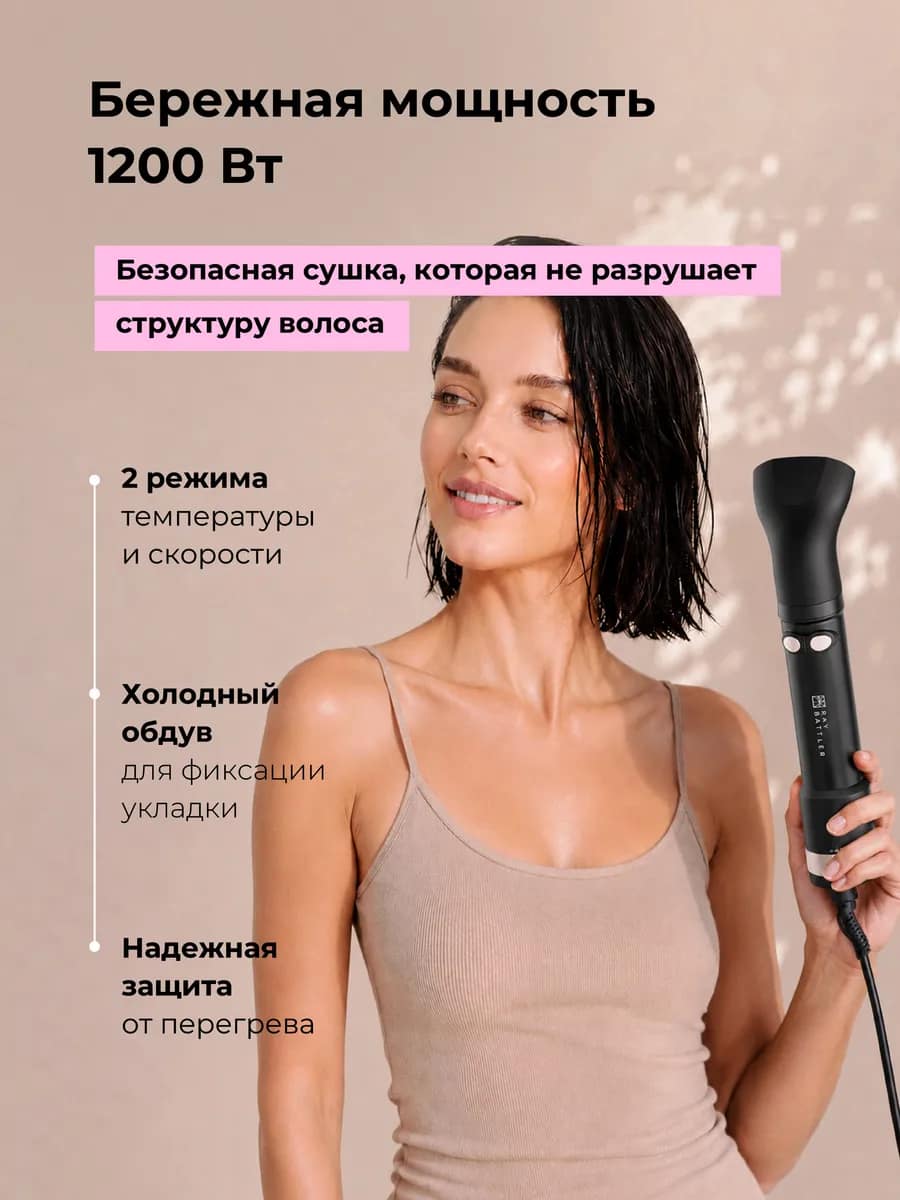 Бережная мощность
1200 Вт
Безопасная сушка, которая не разрушает
структуру волоса
2 режима
температуры
и скорости
Холодный
обдув
для фиксации
укладки
Надежная
защита
от перегрева
RAY
BATTLER